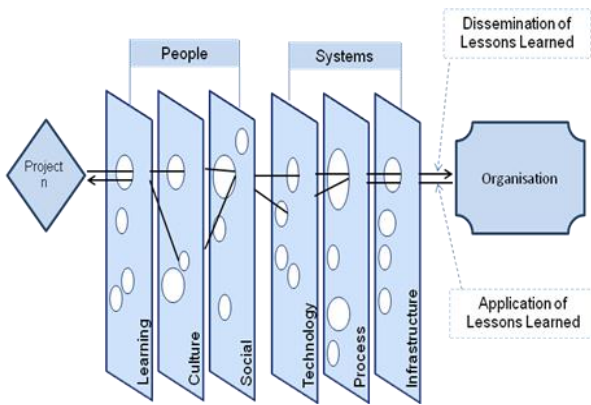 Dissemination of
Lessons Learned
People
Systems
Project
n
Organisation
Learning
Culture
Social
Technology
Process
Infrastructure
Application of
Lessons Learned